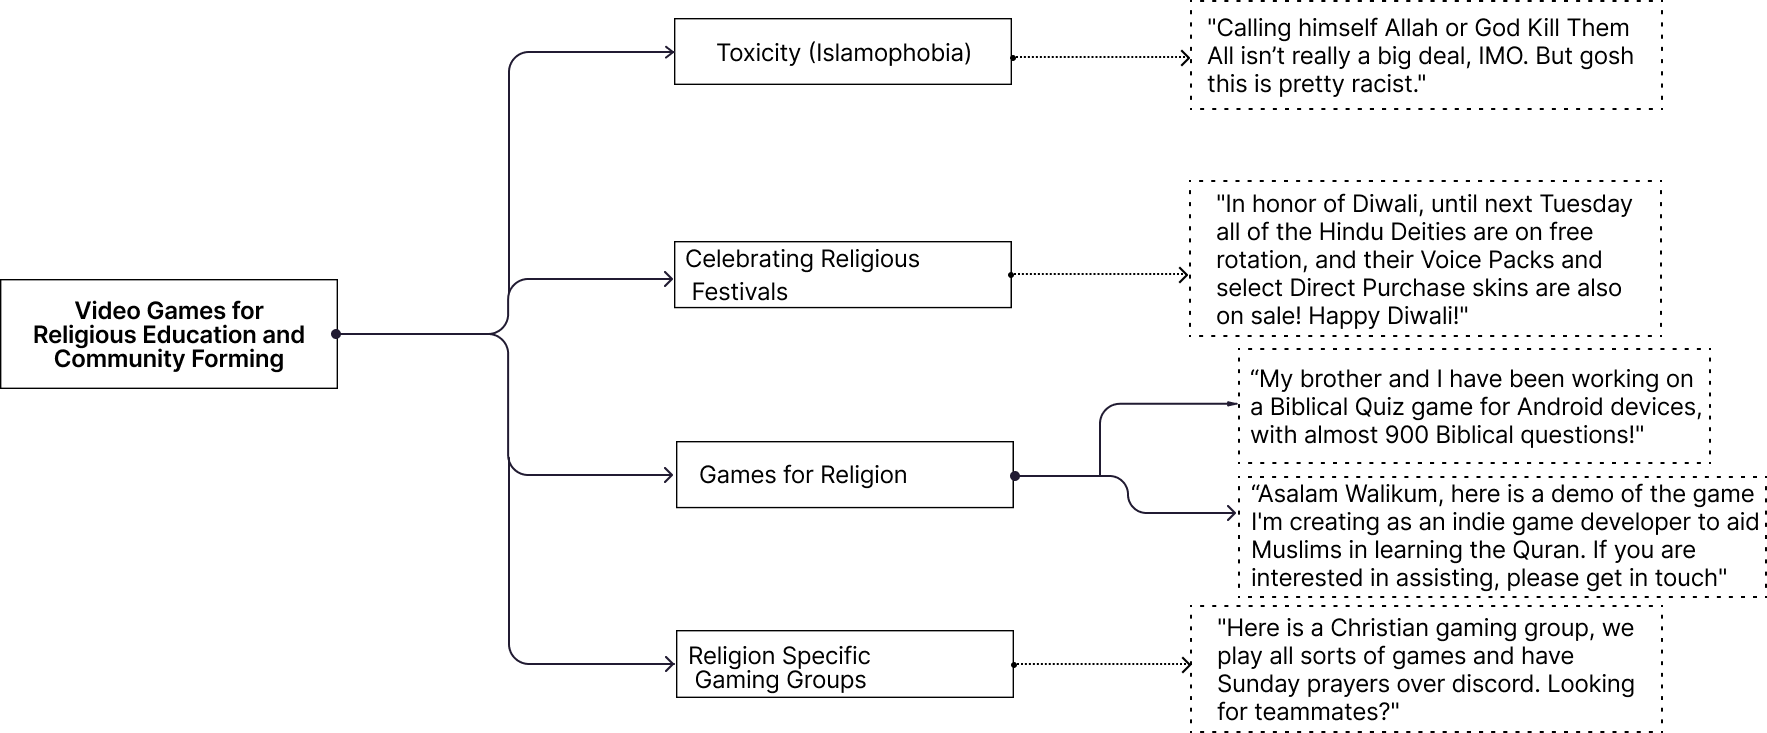 Video Games for
Religious Education and
Community Forming
Toxicity (Islamophobia)
"Calling himself Allah or God Kill Them
All isn’t really a big deal, IMO. But gosh
this is pretty racist."
Celebrating Religious
Festivals
"In honor of Diwali, until next Tuesday
all of the Hindu Deities are on free
rotation, and their Voice Packs and
select Direct Purchase skins are also
on sale! Happy Diwali!"
Games for Religion
“My brother and I have been working on
a Biblical Quiz game for Android devices,
with almost 900 Biblical questions!"
“Asalam Walikum, here is a demo of the game
I'm creating as an indie game developer to aid
Muslims in learning the Quran. If you are
interested in assisting, please get in touch"
Religion Specific
Gaming Groups
"Here is a Christian gaming group, we
play all sorts of games and have
Sunday prayers over discord. Looking
for teammates?"